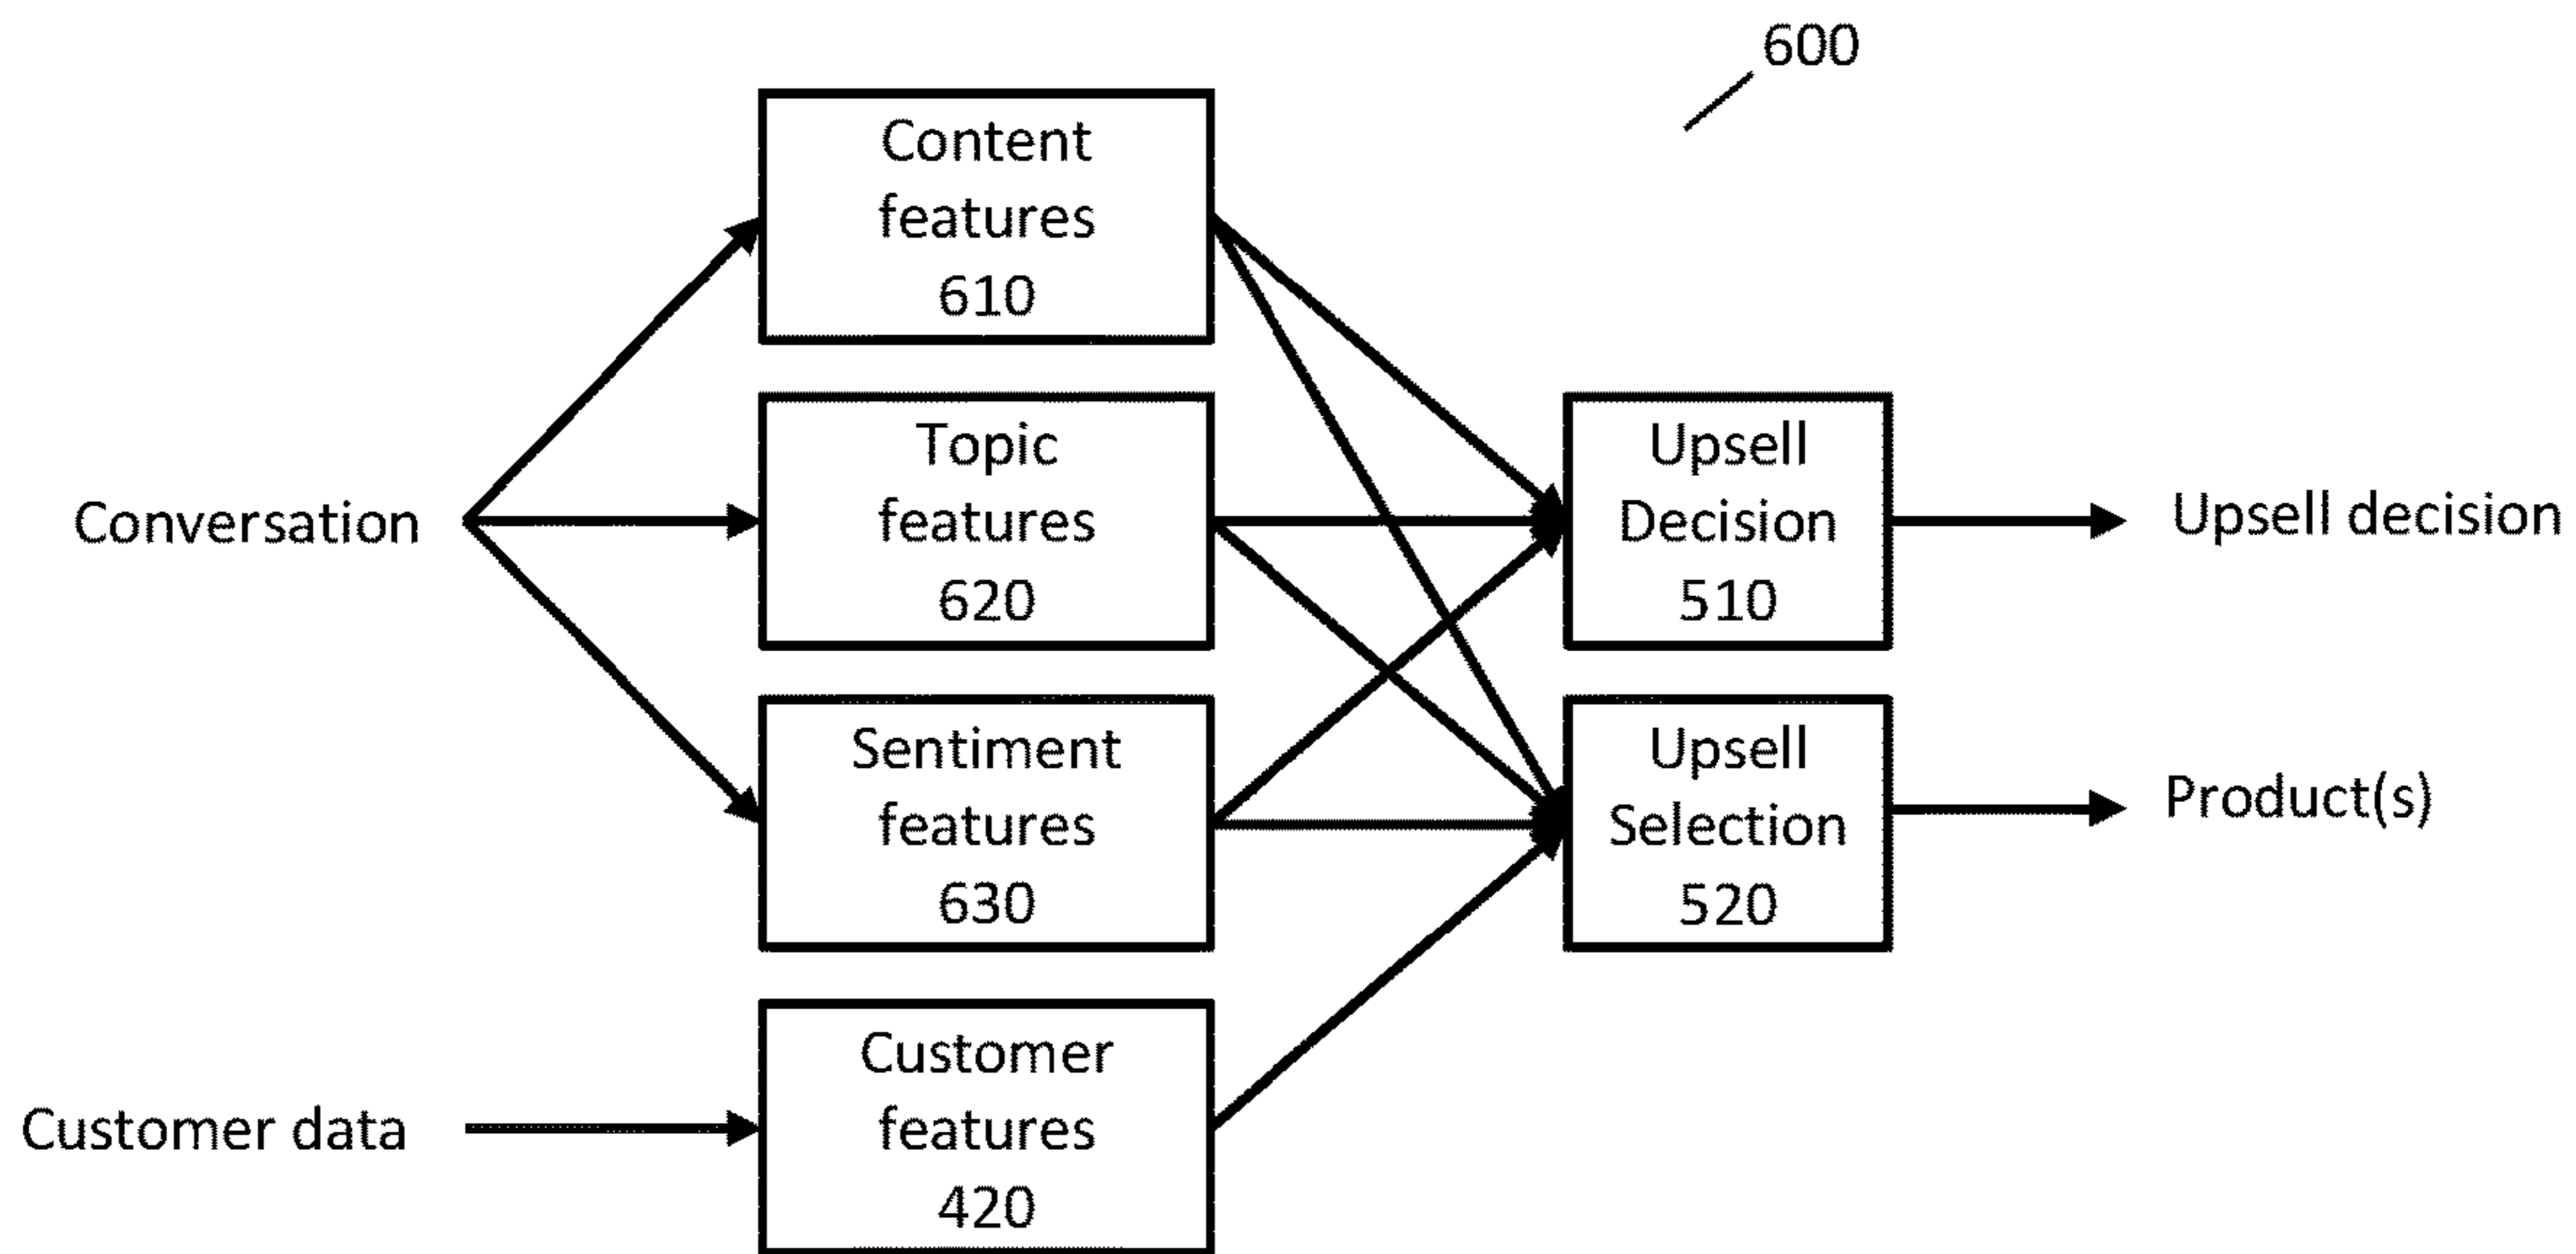 600
Content
features
610
Topic
features
620
Upsell
Decision
510
Conversation
Upsell decision
Sentiment
features
630
Upsell
Selection
520
Product(s)
Customer
features
420
Customer data